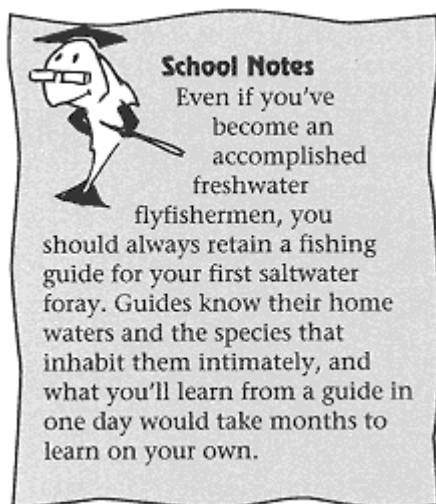 School Notes
Even if you've
become an
accomplished
freshwater
flyfishermen, you
should always retain a fishing
guide for your first saltwater
foray. Guides know their home
waters and the species that
inhabit them intimately, and
what you'll learn from a guide in
one day would take months to
learn on your own.